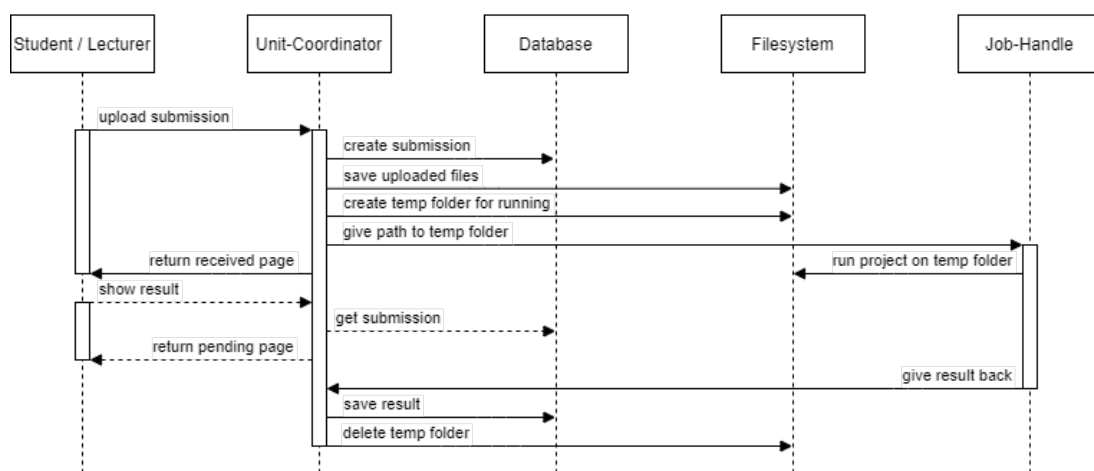 Student / Lecturer
Unit-Coordinator
Database
Filesystem
Job-Handle
upload submission
create submission
save uploaded files
create temp folder for running
give path to temp folder
return received page
run project on temp folder
show result
get submission
return pending page
give result back
save result
delete temp folder